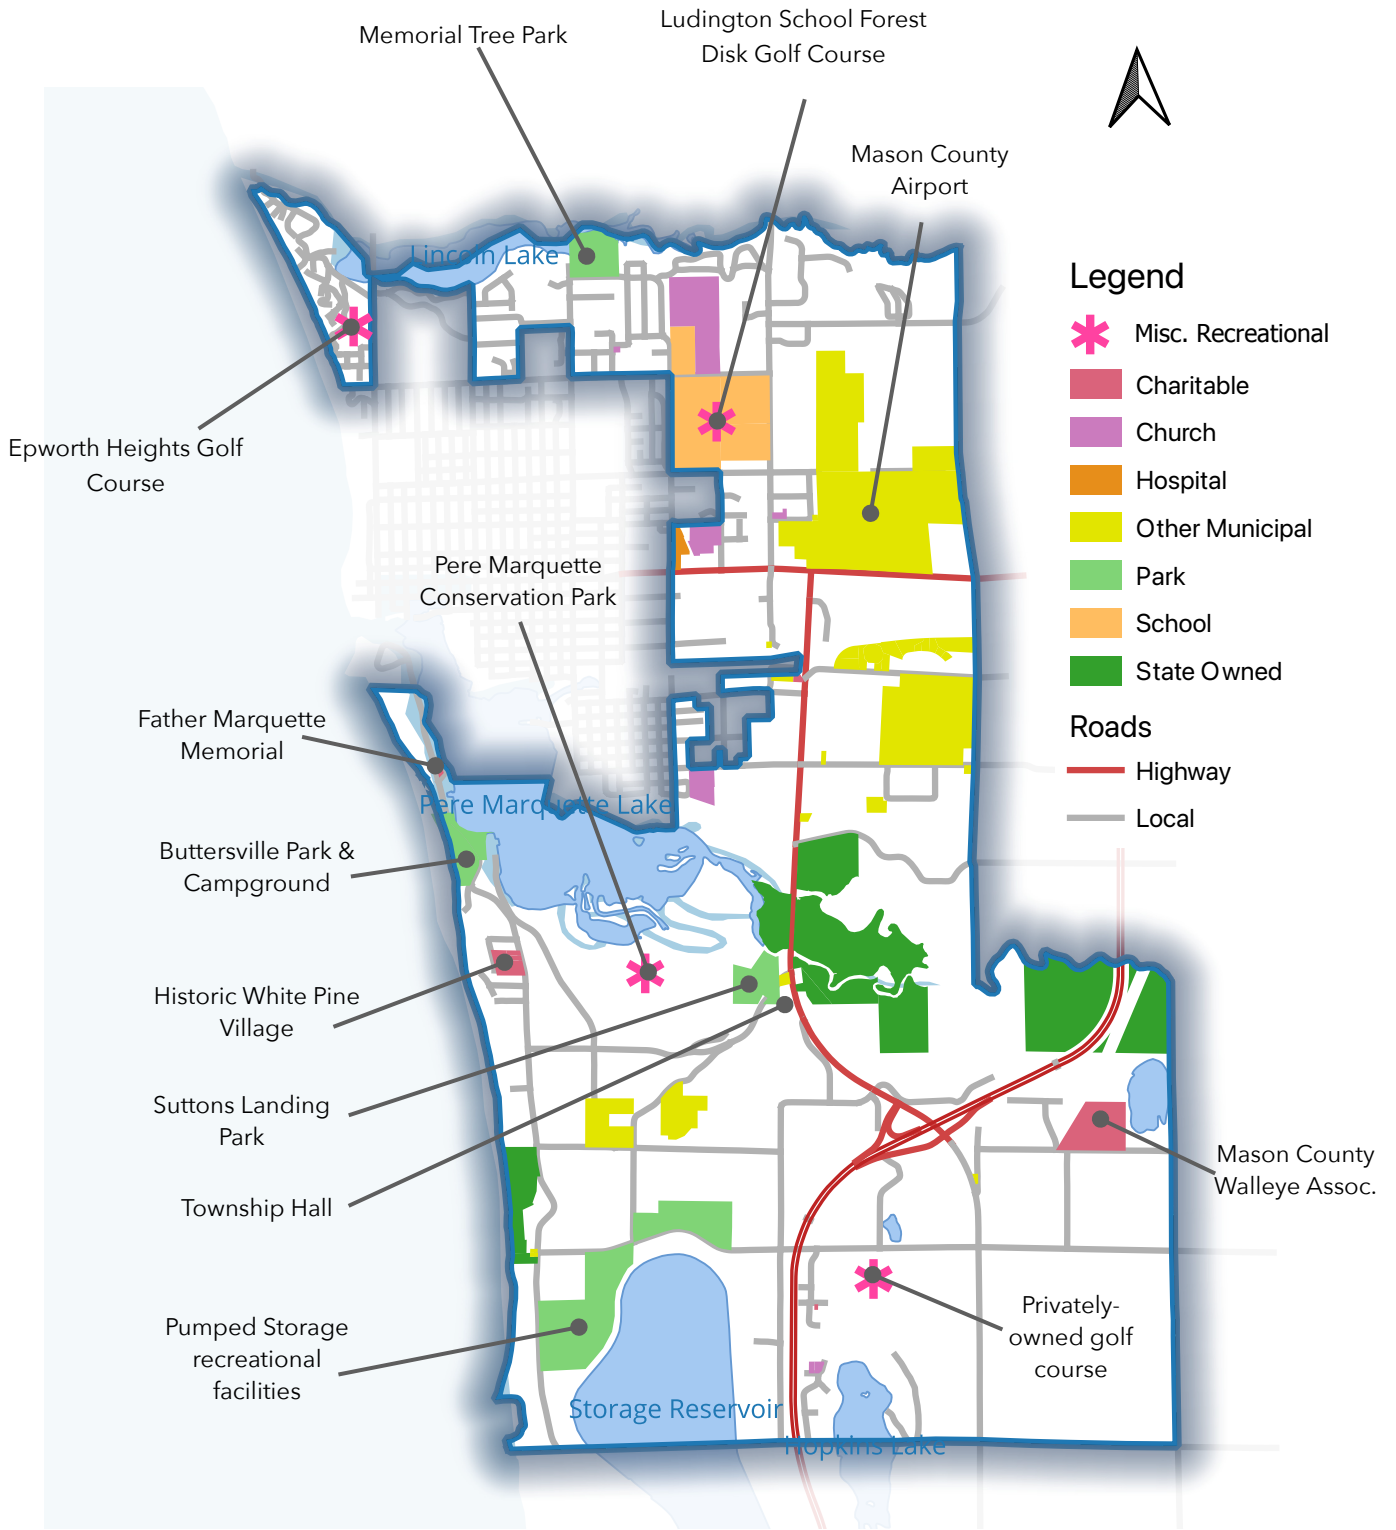 Memorial Tree Park
Ludington School Forest
Disk Golf Course
Mason County
Airport
Lincoln Lake
Epworth Heights Golf
Course
Pere Marquette
Conservation Park
Father Marquette
Memorial
Pere Marquette Lake
Buttersville Park &
Campground
Historic White Pine
Village
Suttons Landing
Park
Township Hall
Mason County
Walleye Assoc.
Pumped Storage
recreational
facilities
Privately-
owned golf
course
Storage Reservoir
Hopkins Lake
Legend
Misc. Recreational
Charitable
Church
Hospital
Other Municipal
Park
School
State Owned
Roads
Highway
Local